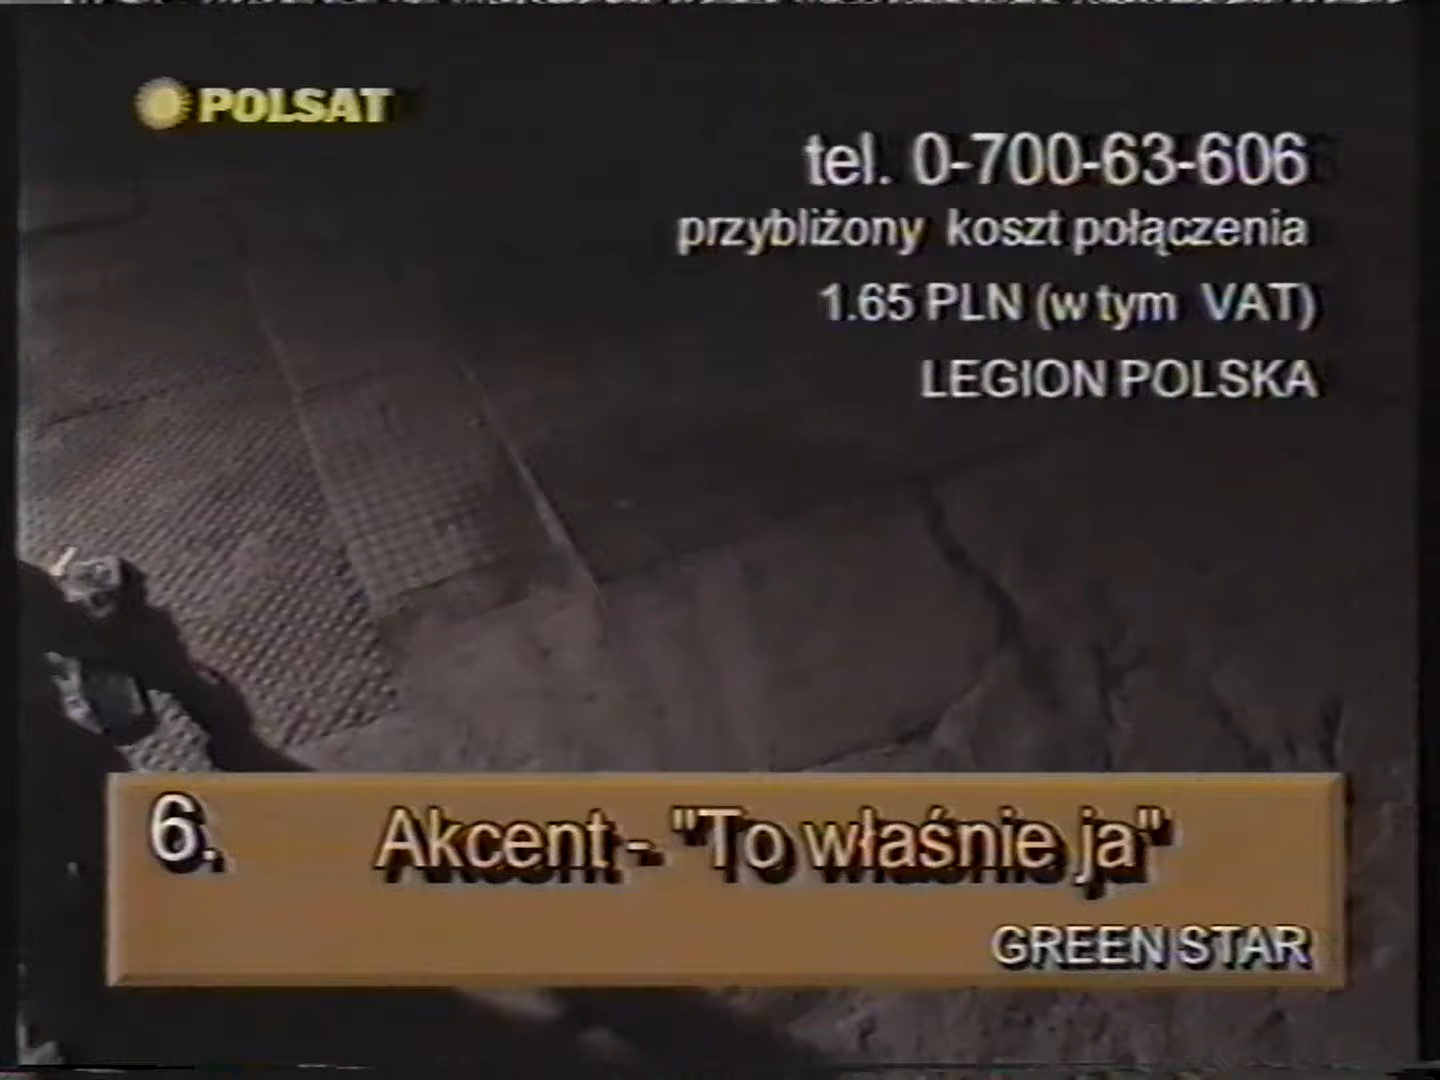 POLSAT
tel. 0-700-63-606
przybliżony koszt połączenia
1.65 PLN (w tym VAT)
LEGION POLSKA
6. Akcent - "To właśnie ja"
GREEN STAR